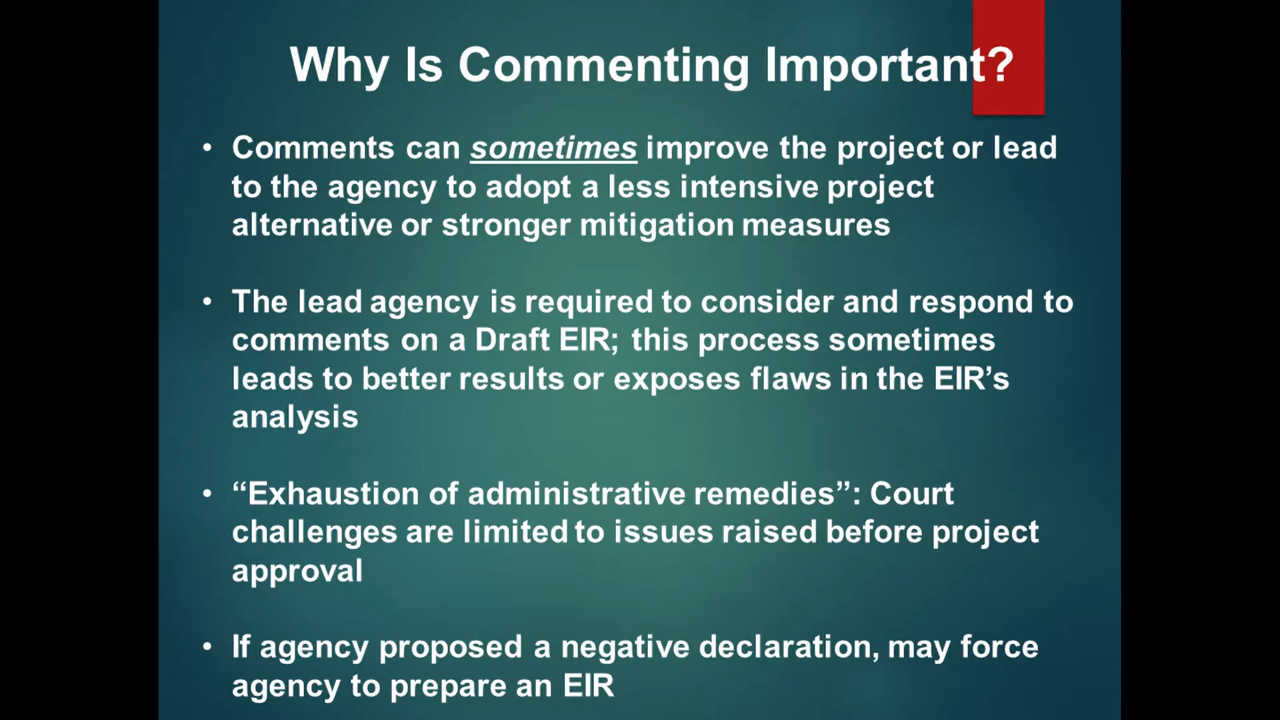 Why Is Commenting Important?
• Comments can sometimes improve the project or lead
to the agency to adopt a less intensive project
alternative or stronger mitigation measures
• The lead agency is required to consider and respond to
comments on a Draft EIR; this process sometimes
leads to better results or exposes flaws in the EIR’s
analysis
• “Exhaustion of administrative remedies”: Court
challenges are limited to issues raised before project
approval
• If agency proposed a negative declaration, may force
agency to prepare an EIR